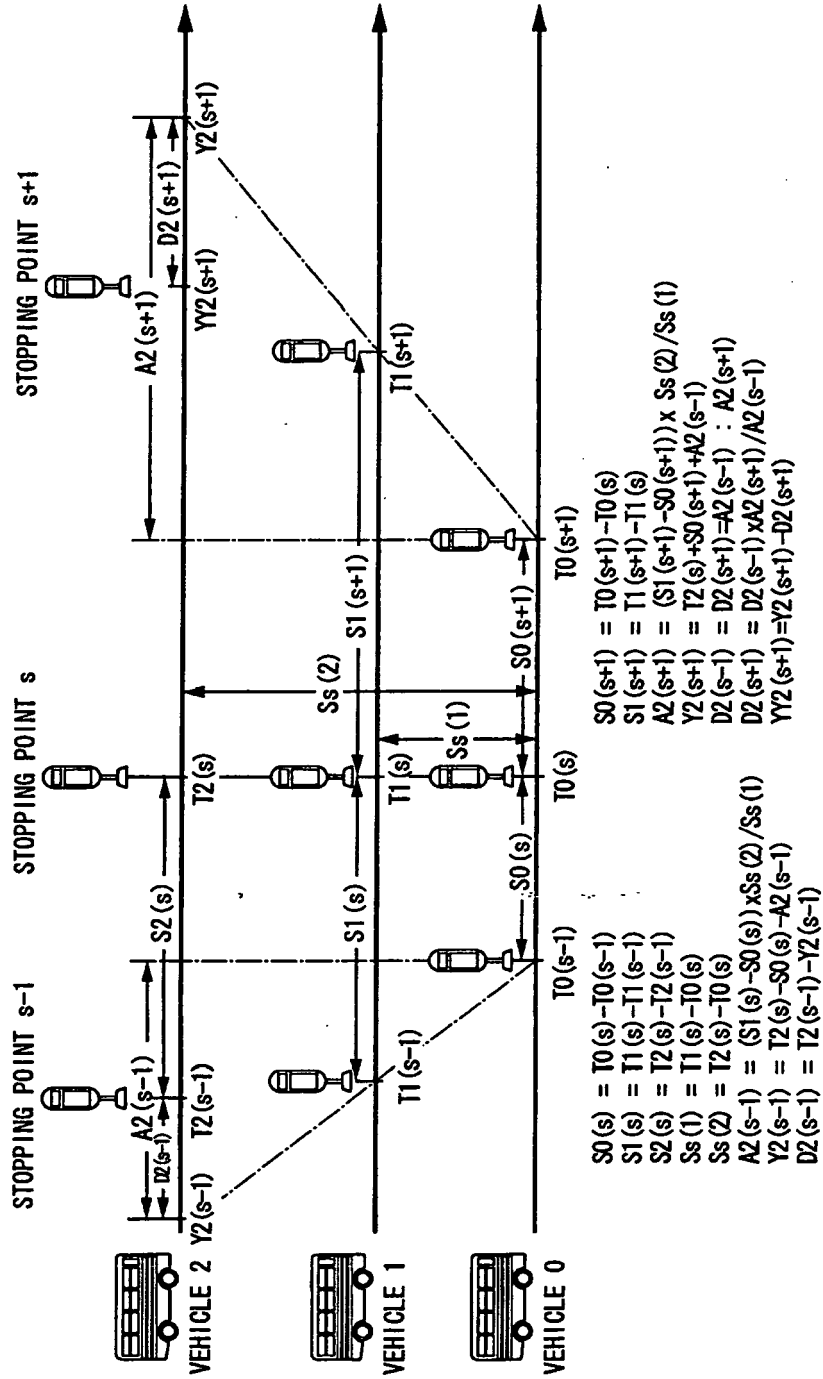 STOPPING POINT s-1
STOPPING POINT s
STOPPING POINT s+1
A2(s-1)
D2(s-1)
S2(s)
A2(s+1)
D2(s+1)
Y2(s-1)
T2(s-1)
T2(s)
YY2(s+1)
Y2(s+1)
VEHICLE 2
Ss(2)
S1(s)
S1(s+1)
T1(s-1)
T1(s)
T1(s+1)
VEHICLE 1
Ss(1)
S0(s)
S0(s+1)
T0(s-1)
T0(s)
T0(s+1)
VEHICLE 0
S0(s) = T0(s)-T0(s-1)
S1(s) = T1(s)-T1(s-1)
S2(s) = T2(s)-T2(s-1)
Ss(1) = T1(s)-T0(s)
Ss(2) = T2(s)-T0(s)
A2(s-1) = (S1(s)-S0(s))xSs(2)/Ss(1)
Y2(s-1) = T2(s)-S0(s)-A2(s-1)
D2(s-1) = T2(s-1)-Y2(s-1)
S0(s+1) = T0(s+1)-T0(s)
S1(s+1) = T1(s+1)-T1(s)
A2(s+1) = (S1(s+1)-S0(s+1))x Ss(2)/Ss(1)
Y2(s+1) = T2(s)+S0(s+1)+A2(s-1)
D2(s-1) = D2(s+1)=A2(s-1) : A2(s+1)
D2(s+1) = D2(s-1)xA2(s+1)/A2(s-1)
YY2(s+1)=Y2(s+1)-D2(s+1)